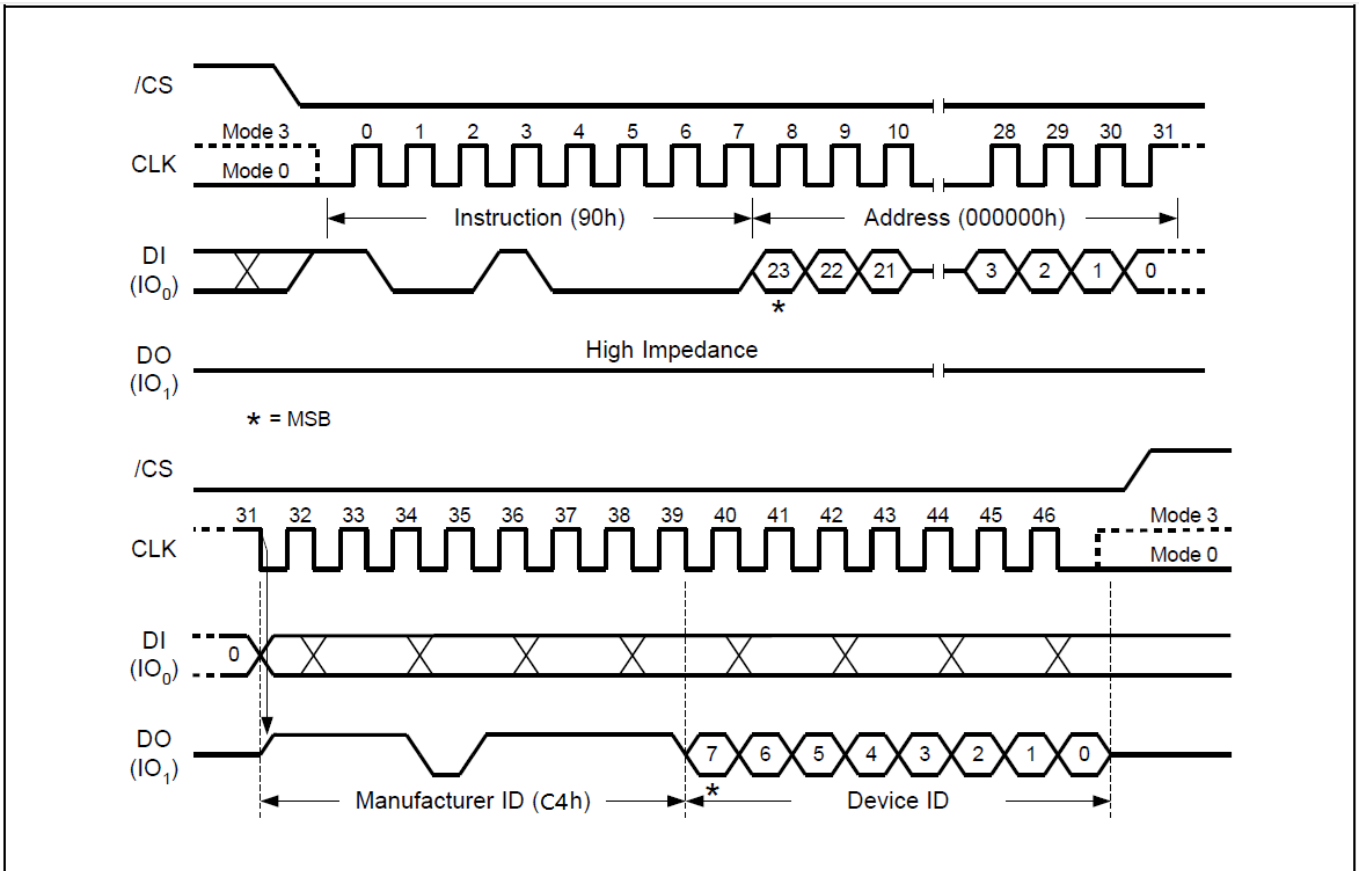 /CS
Mode 3 0 1 2 3 4 5 6 7 8 9 10 28 29 30 31
CLK
Mode 0
Instruction (90h) Address (000000h)
DI
(IO0) 23 22 21 3 2 1 0
*
High Impedance
DO
(IO1)
* = MSB
/CS
31 32 33 34 35 36 37 38 39 40 41 42 43 44 45 46 Mode 3
CLK
Mode 0
DI
(IO0) 0
DO
(IO1) 7 6 5 4 3 2 1 0
*
Manufacturer ID (C4h) Device ID